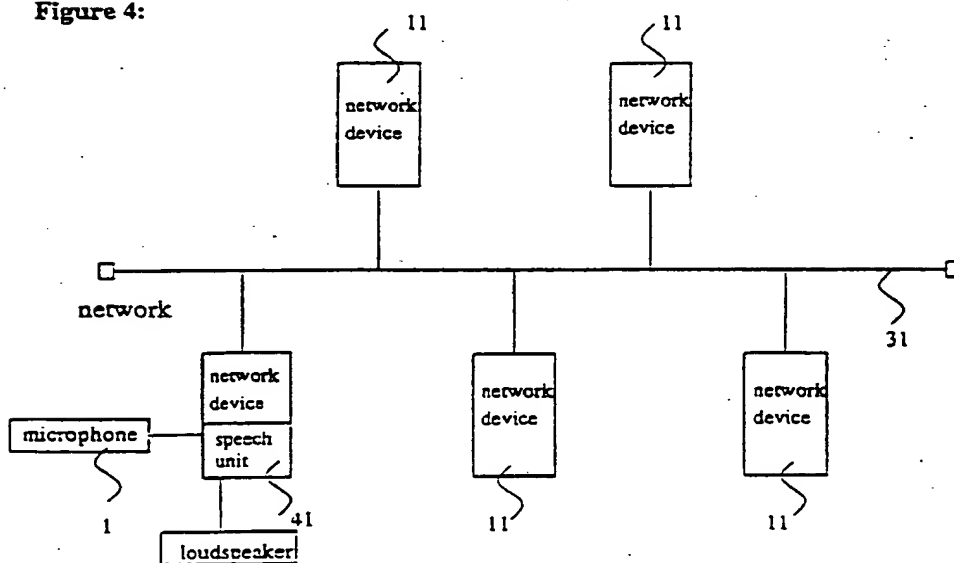 Figure 4:
11
11
network
device
network
device
network
31
network
device
network
device
network
device
microphone
speech
unit
1
41
11
11
loudspeaker